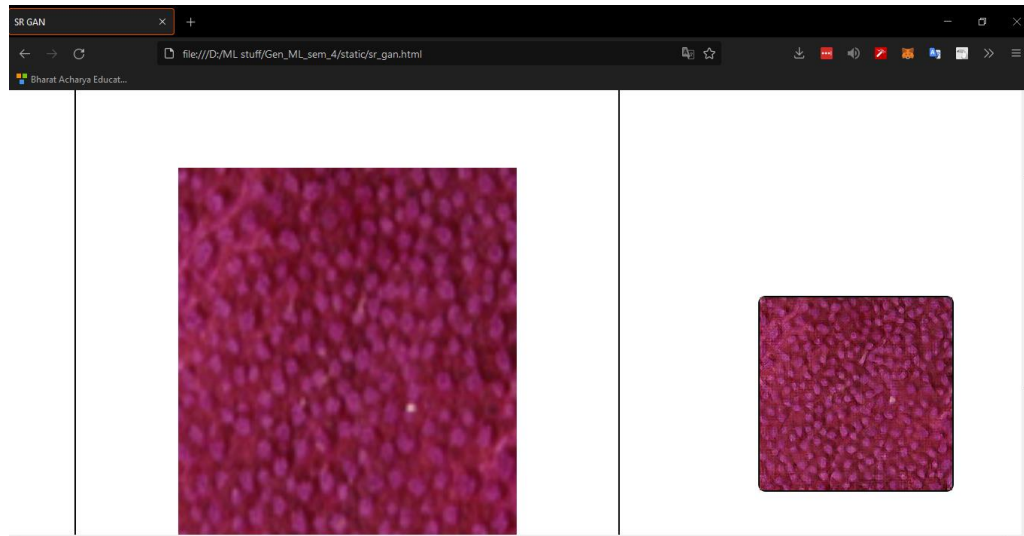 SR GAN
file:///D:/ML stuff/Gen_ML_sem_4/static/sr_gan.html
Bharat Acharya Educat...